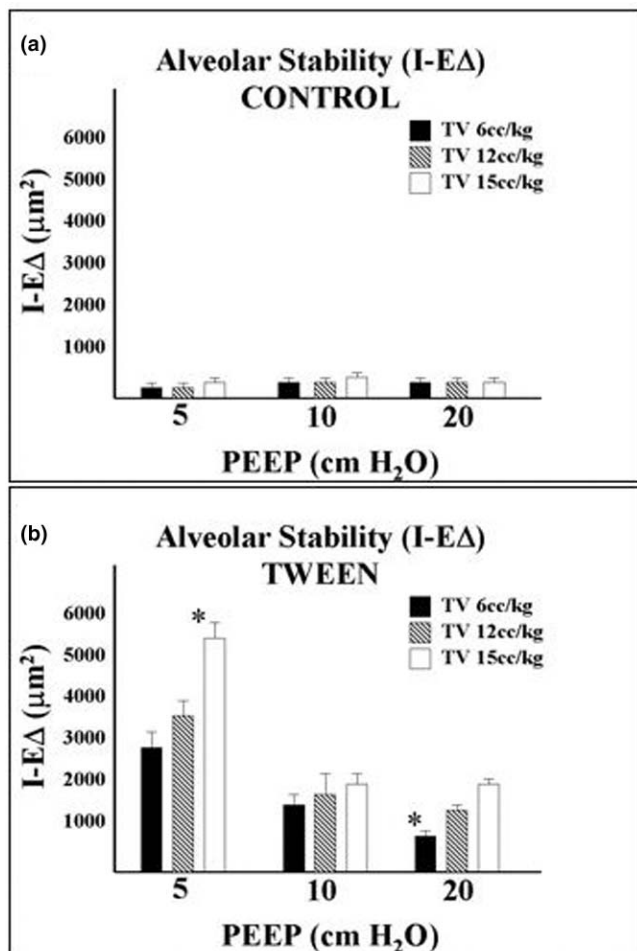 (a)
Alveolar Stability (I-EΔ)
CONTROL
TV 6cc/kg
TV 12cc/kg
TV 15cc/kg
I-EΔ (μm²)
6000
5000
4000
3000
2000
1000
5 10 20
PEEP (cm H₂O)
(b)
Alveolar Stability (I-EΔ)
TWEEN
TV 6cc/kg
TV 12cc/kg
TV 15cc/kg
I-EΔ (μm²)
6000
5000
4000
3000
2000
1000
*
*
5 10 20
PEEP (cm H₂O)